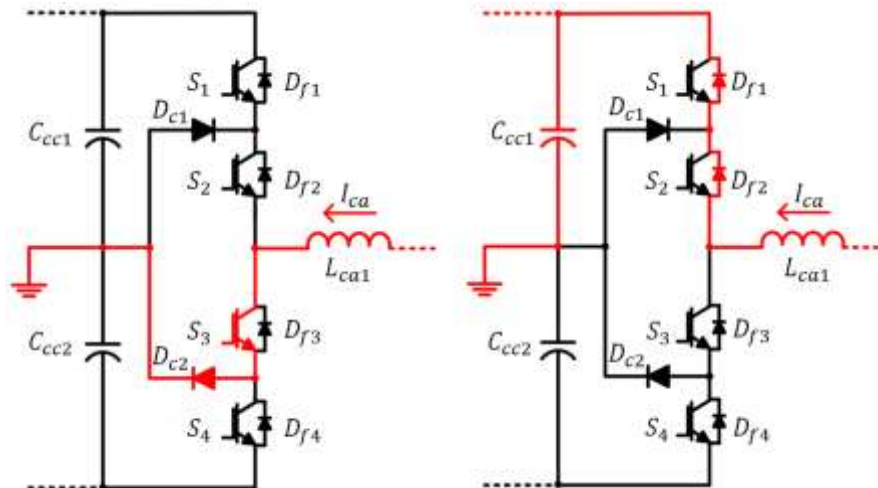 S1
Df1
Dc1
Ccc1
S2
Df2
Ica
Lca1
S3
Df3
Ccc2
Dc2
S4
Df4
S1
Df1
Dc1
Ccc1
S2
Df2
Ica
Lca1
S3
Df3
Ccc2
Dc2
S4
Df4